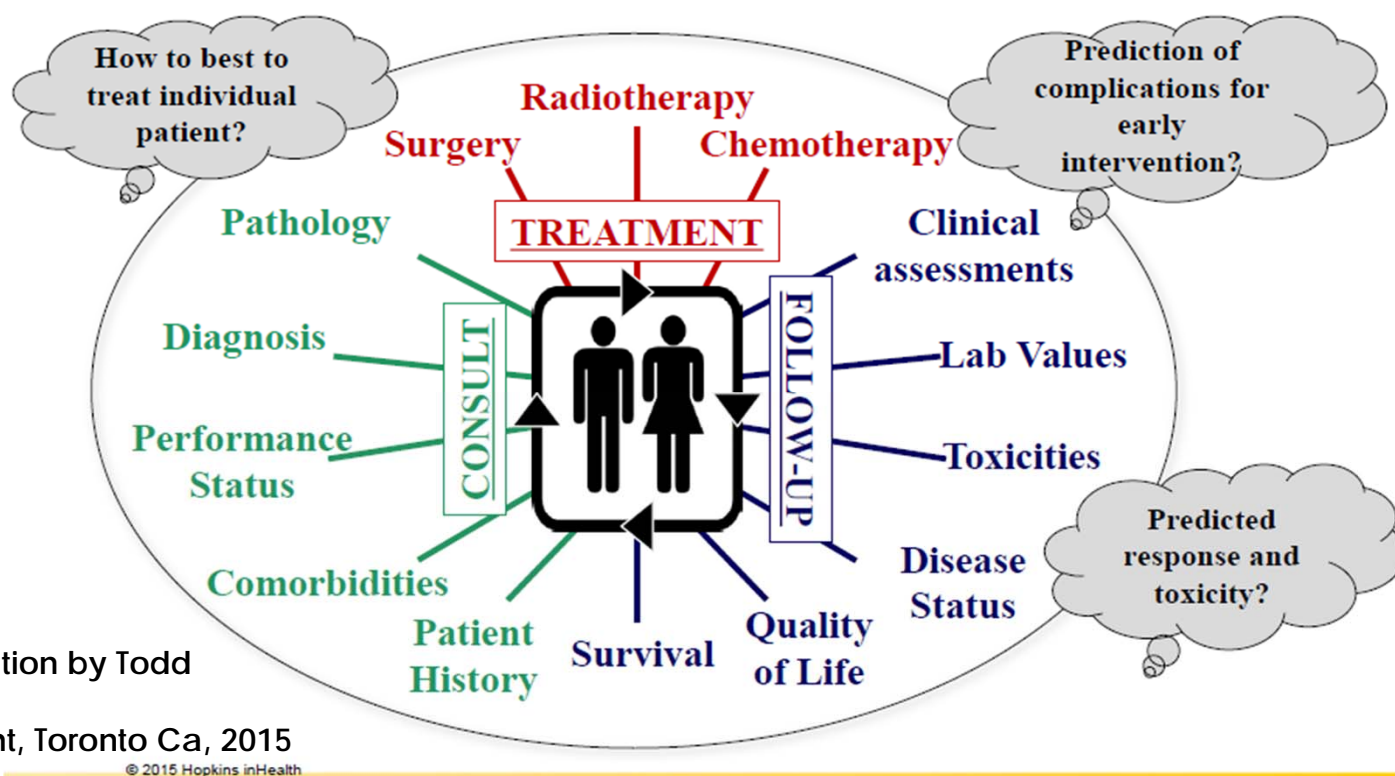 How to best to
treat individual
patient?
Prediction of
complications for
early
intervention?
Radiotherapy
Surgery
Chemotherapy
TREATMENT
Pathology
Diagnosis
Performance
Status
Comorbidities
Patient
History
CONSULT
Clinical
assessments
Lab Values
Toxicities
Disease
Status
Quality
of Life
Survival
FOLLOW-UP
Predicted
response and
toxicity?
tion by Todd
nt, Toronto Ca, 2015
© 2015 Hopkins inHealth